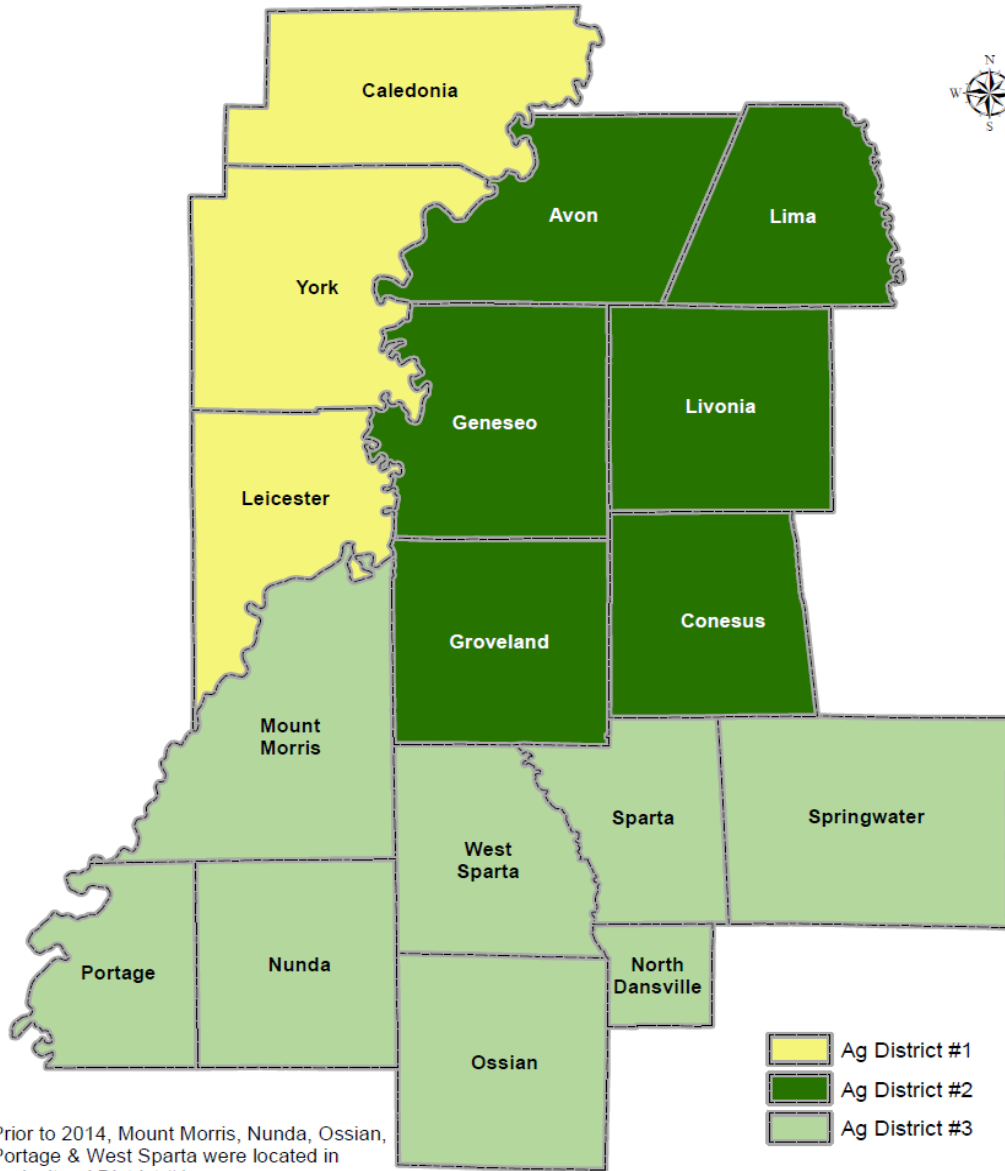 N
W
S
Caledonia
Avon
Lima
York
Geneseo
Livonia
Leicester
Groveland
Conesus
Mount
Morris
Sparta
Springwater
West
Sparta
Portage
Nunda
North
Dansville
Ossian
Ag District #1
Ag District #2
Ag District #3
Prior to 2014, Mount Morris, Nunda, Ossian,
Portage & West Sparta were located in